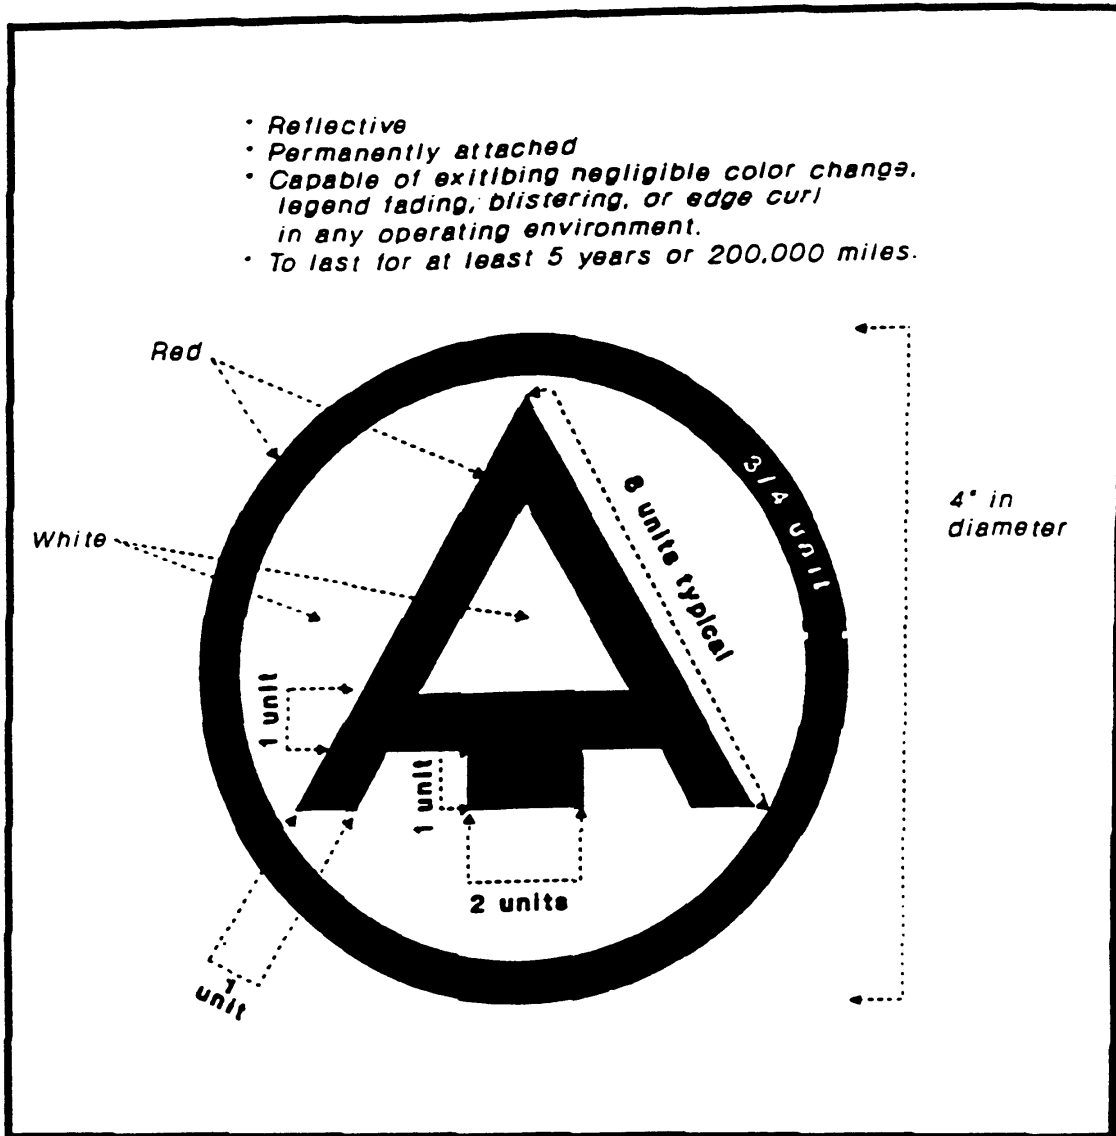 • Reflective
• Permanently attached
• Capable of exitibing negligible color change,
legend fading, blistering, or edge curl
in any operating environment.
• To last for at least 5 years or 200,000 miles.
Red
3/4 unit
8 units typical
4" in
diameter
White
1 unit
1 unit
2 units
1
unit